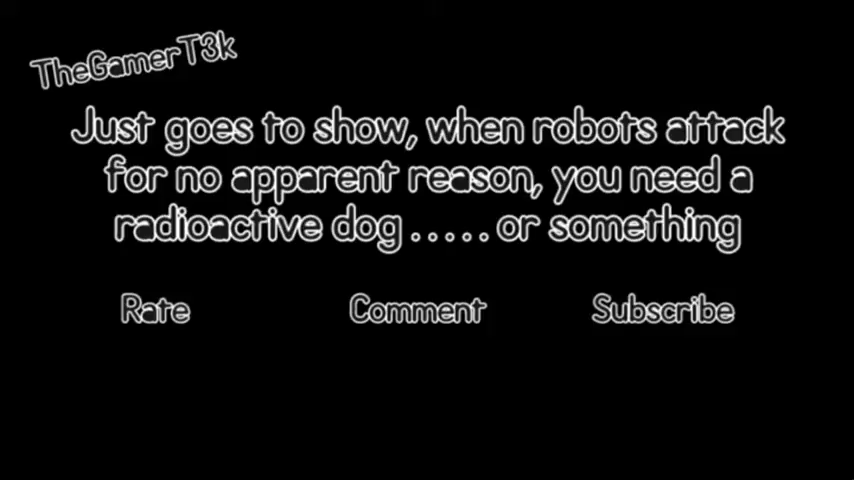 TheGamerT3k
Just goes to show, when robots attack
for no apparent reason, you need a
radioactive dog ..... or something
Rate Comment Subscribe